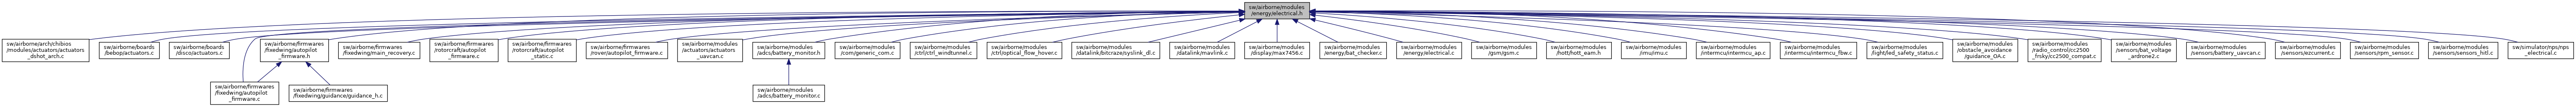 sw/airborne/modules
/energy/electrical.h
sw/airborne/arch/chibios
/modules/actuators/actuators
_dshot_arch.c
sw/airborne/boards
/bebop/actuators.c
sw/airborne/boards
/disco/actuators.c
sw/airborne/firmwares
/fixedwing/autopilot
_firmware.h
sw/airborne/firmwares
/fixedwing/main_recovery.c
sw/airborne/firmwares
/rotorcraft/autopilot
_firmware.c
sw/airborne/firmwares
/rotorcraft/autopilot
_static.c
sw/airborne/firmwares
/rover/autopilot_firmware.c
sw/airborne/modules
/actuators/actuators
_uavcan.c
sw/airborne/modules
/adcs/battery_monitor.h
sw/airborne/modules
/com/generic_com.c
sw/airborne/modules
/ctrl/ctrl_windtunnel.c
sw/airborne/modules
/ctrl/optical_flow_hover.c
sw/airborne/modules
/datalink/bitcraze/syslink_dl.c
sw/airborne/modules
/datalink/mavlink.c
sw/airborne/modules
/display/max7456.c
sw/airborne/modules
/energy/bat_checker.c
sw/airborne/modules
/energy/electrical.c
sw/airborne/modules
/gsm/gsm.c
sw/airborne/modules
/hott/hott_eam.h
sw/airborne/modules
/imu/imu.c
sw/airborne/modules
/intermcu/intermcu_ap.c
sw/airborne/modules
/intermcu/intermcu_fbw.c
sw/airborne/modules
/light/led_safety_status.c
sw/airborne/modules
/obstacle_avoidance
/guidance_OA.c
sw/airborne/modules
/radio_control/cc2500
_frsky/cc2500_compat.c
sw/airborne/modules
/sensors/bat_voltage
_ardrone2.c
sw/airborne/modules
/sensors/battery_uavcan.c
sw/airborne/modules
/sensors/ezcurrent.c
sw/airborne/modules
/sensors/rpm_sensor.c
sw/airborne/modules
/sensors/sensors_hitl.c
sw/simulator/nps/nps
_electrical.c
sw/airborne/firmwares
/fixedwing/autopilot
_firmware.c
sw/airborne/firmwares
/fixedwing/guidance/guidance_h.c
sw/airborne/modules
/adcs/battery_monitor.c